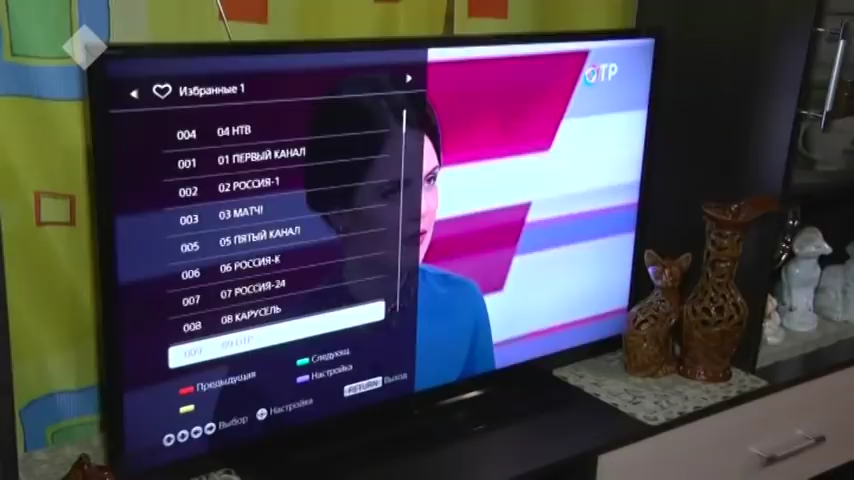 Избранные 1
ОТР
004 04 НТВ
001 01 ПЕРВЫЙ КАНАЛ
002 02 РОССИЯ-1
003 03 МАТЧ!
005 05 ПЯТЫЙ КАНАЛ
006 06 РОССИЯ-К
007 07 РОССИЯ-24
008 08 КАРУСЕЛЬ
009 09 ОТР
Предыдущая Следующ.
Настройка
Выбор Настройка RETURN Выход